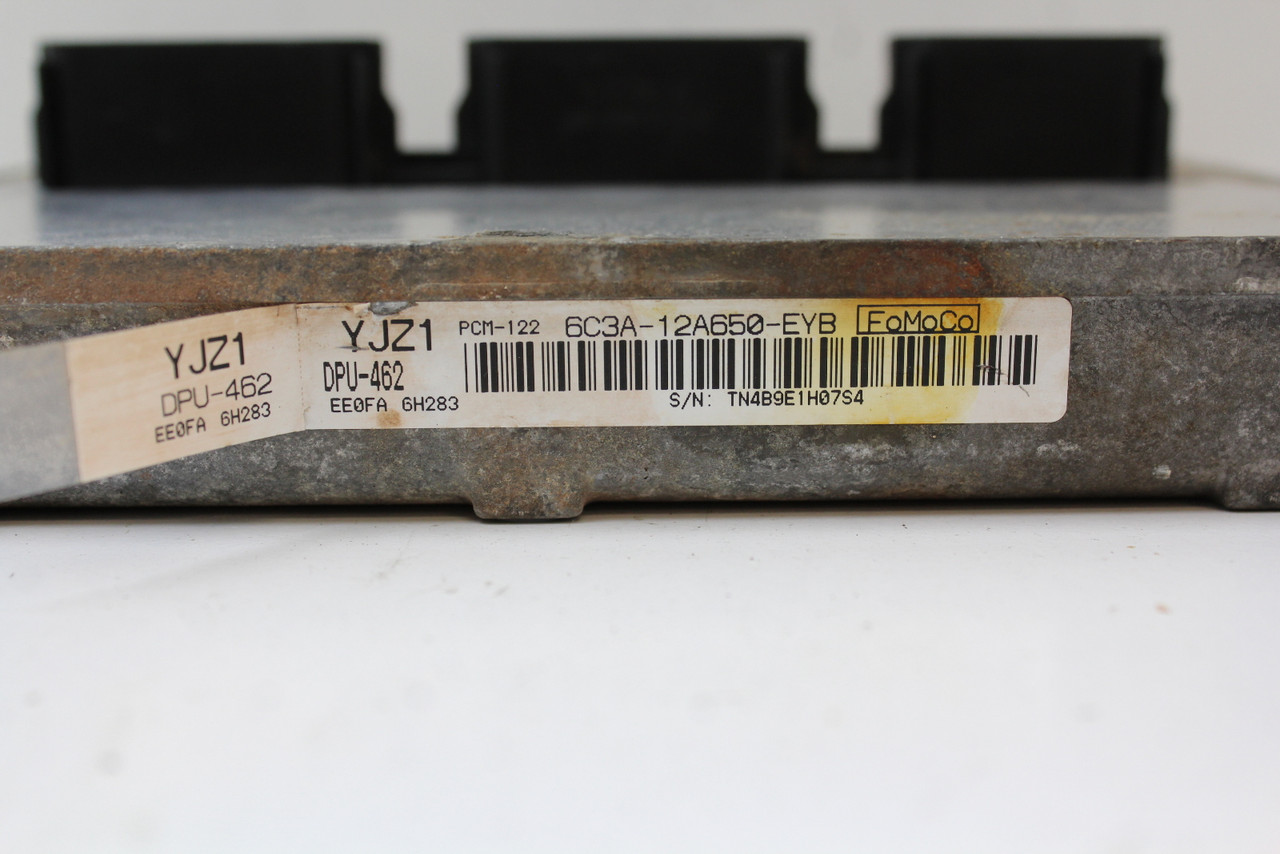 YJZ1
DPU-462
EE0FA 6H283
YJZ1 PCM-122 6C3A-12A650-EYB FoMoCo
DPU-462
EE0FA 6H283 S/N: TN4B9E1H07S4